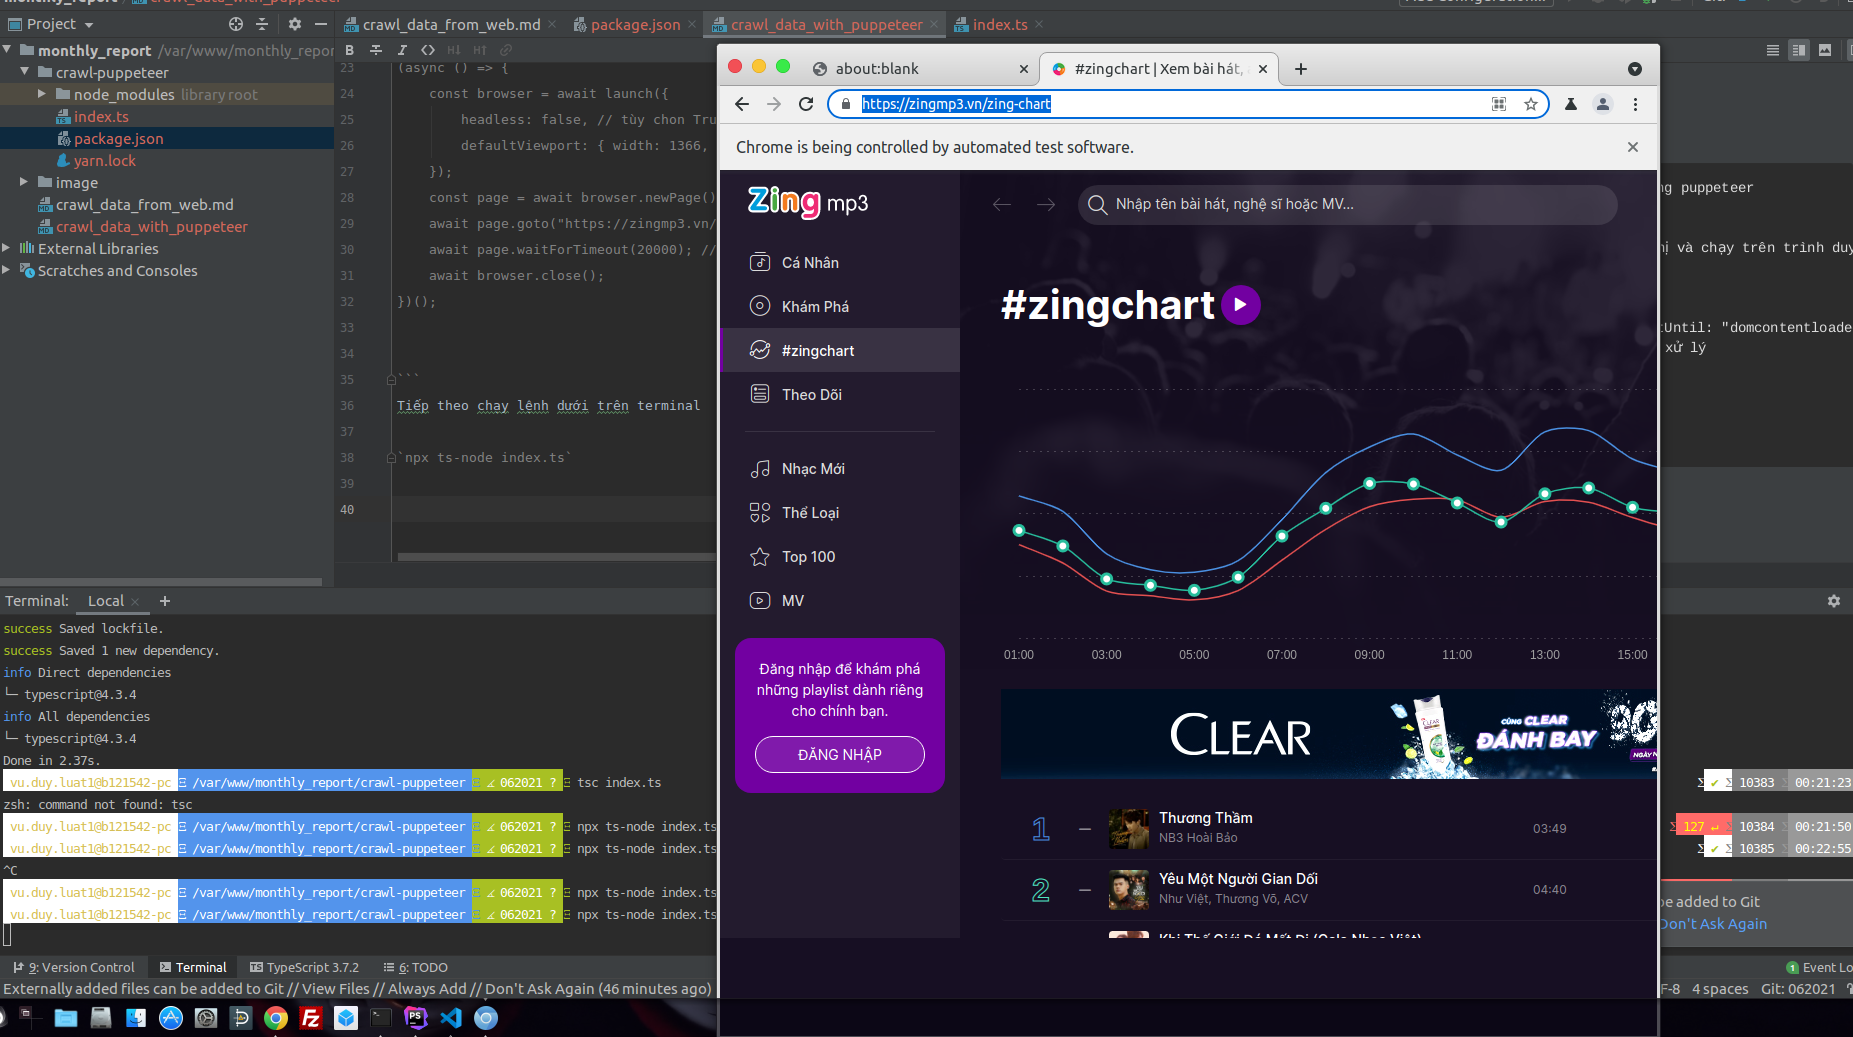 monthly_report
crawl_data_with_puppeteer
Project
crawl_data_from_web.md
package.json
crawl_data_with_puppeteer
index.ts
monthly_report /var/www/monthly_repor
crawl-puppeteer
node_modules library root
index.ts
package.json
yarn.lock
image
crawl_data_from_web.md
crawl_data_with_puppeteer
External Libraries
Scratches and Consoles
B
I
H↓ H↑
23 (async () => {
24 const browser = await launch({
25 headless: false, // tùy chon Tru
26 defaultViewport: { width: 1366,
27 });
28 const page = await browser.newPage()
29 await page.goto("https://zingmp3.vn/
30 await page.waitForTimeout(20000); //
31 await browser.close();
32 })();
33
34
35 ```
36 Tiếp theo chạy lệnh dưới trên terminal
37
38 `npx ts-node index.ts`
39
40
about:blank
#zingchart | Xem bài hát,
https://zingmp3.vn/zing-chart
Chrome is being controlled by automated test software.
Zing mp3
Nhập tên bài hát, nghệ sĩ hoặc MV...
Cá Nhân
Khám Phá
#zingchart
Theo Dõi
Nhạc Mới
Thể Loại
Top 100
MV
Đăng nhập để khám phá
những playlist dành riêng
cho chính bạn.
ĐĂNG NHẬP
#zingchart
01:00 03:00 05:00 07:00 09:00 11:00 13:00 15:00
CLEAR
CLEAR
CÙNG CLEAR
ĐÁNH BAY
1 Thương Thầm 03:49
NB3 Hoài Bảo
2 Yêu Một Người Gian Dối 04:40
Như Việt, Thương Võ, ACV
ng puppeteer
ị và chạy trên trình duy
tUntil: "domcontentloade
xử lý
Terminal: Local
success Saved lockfile.
success Saved 1 new dependency.
info Direct dependencies
└─ typescript@4.3.4
info All dependencies
└─ typescript@4.3.4
Done in 2.37s.
vu.duy.luat1@b121542-pc /var/www/monthly_report/crawl-puppeteer 062021 ? tsc index.ts ✔ 10383 00:21:23
zsh: command not found: tsc
vu.duy.luat1@b121542-pc /var/www/monthly_report/crawl-puppeteer 062021 ? npx ts-node index.ts 127 ↵ 10384 00:21:50
vu.duy.luat1@b121542-pc /var/www/monthly_report/crawl-puppeteer 062021 ? npx ts-node index.ts ✔ 10385 00:22:55
^C
vu.duy.luat1@b121542-pc /var/www/monthly_report/crawl-puppeteer 062021 ? npx ts-node index.ts
vu.duy.luat1@b121542-pc /var/www/monthly_report/crawl-puppeteer 062021 ? npx ts-node index.ts
be added to Git
Don't Ask Again
9: Version Control
Terminal
TypeScript 3.7.2
6: TODO
1 Event Lo
Externally added files can be added to Git // View Files // Always Add // Don't Ask Again (46 minutes ago)
F-8 4 spaces Git: 062021